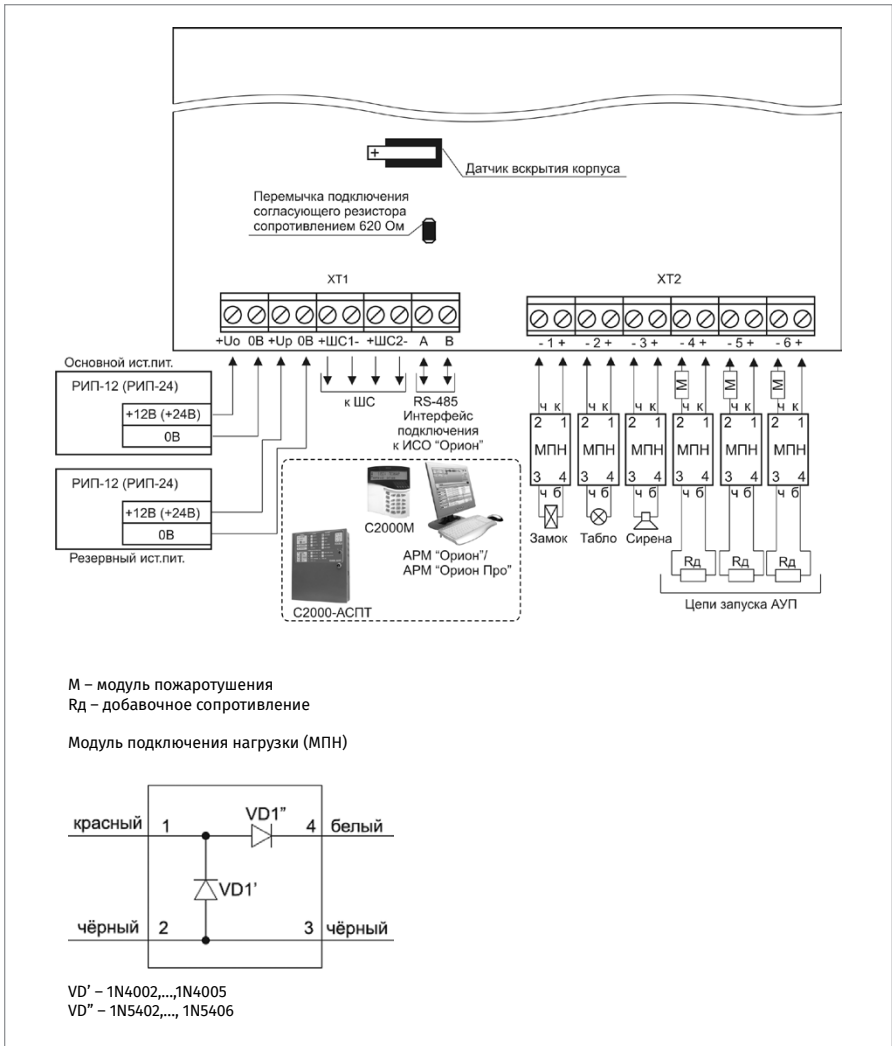 +
Датчик вскрытия корпуса
Перемычка подключения
согласующего резистора
сопротивлением 620 Ом
XT1
XT2
+Uo 0В +Up 0В +ШС1- +ШС2- A B
- 1 + - 2 + - 3 + - 4 + - 5 + - 6 +
Основной ист.пит.
РИП-12 (РИП-24)
+12В (+24В)
0В
РИП-12 (РИП-24)
+12В (+24В)
0В
Резервный ист.пит.
к ШС
RS-485
Интерфейс
подключения
к ИСО "Орион"
С2000М
АРМ "Орион"/
АРМ "Орион Про"
С2000-АСПТ
М М М
ч к ч к ч к ч к ч к ч к
2 1 2 1 2 1 2 1 2 1 2 1
МПН МПН МПН МПН МПН МПН
3 4 3 4 3 4 3 4 3 4 3 4
ч б ч б ч б ч б ч б ч б
Замок Табло Сирена
Rд Rд Rд
Цепи запуска АУП
М – модуль пожаротушения
Rд – добавочное сопротивление
Модуль подключения нагрузки (МПН)
красный 1 VD1" 4 белый
VD1'
чёрный 2 3 чёрный
VD' – 1N4002,...,1N4005
VD" – 1N5402,..., 1N5406